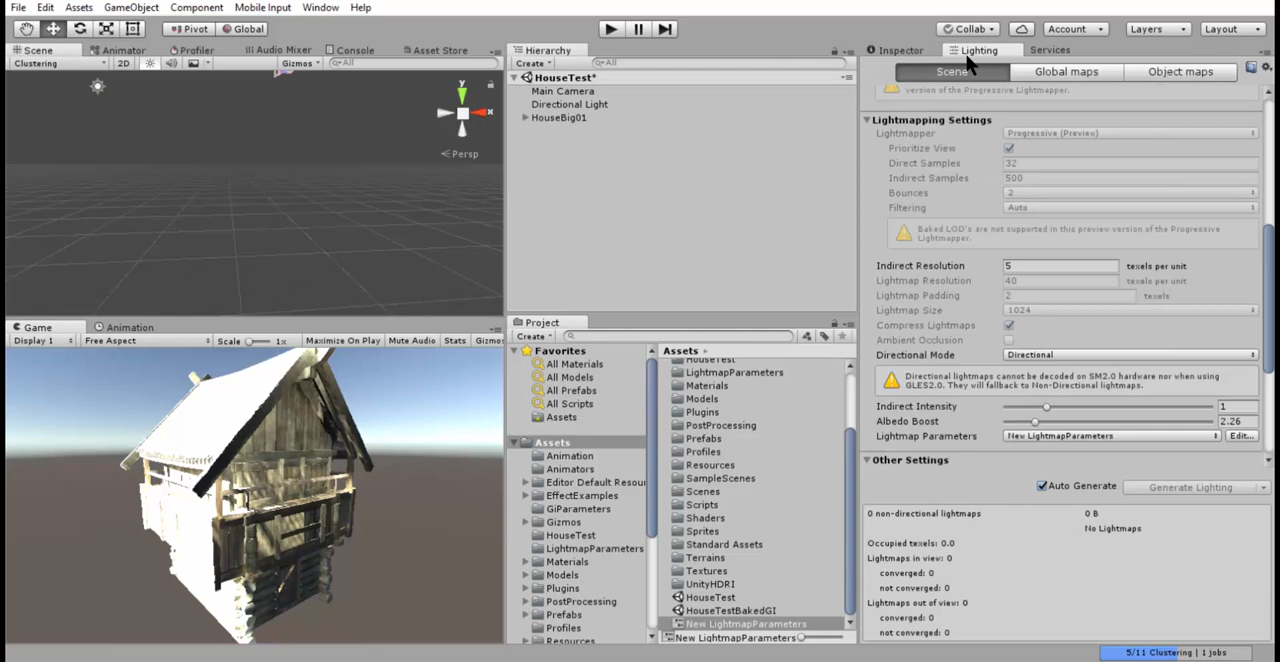 File Edit Assets GameObject Component Mobile Input Window Help
Pivot Global Collab Account Layers Layout
Scene Animator Profiler Audio Mixer Console Asset Store
Clustering 2D Gizmos All
y
x
Persp
Game Animation
Display 1 Free Aspect Scale 1x Maximize On Play Mute Audio Stats Gizmos
Hierarchy
Create All
HouseTest*
Main Camera
Directional Light
HouseBig01
Project
Create
Favorites
All Materials
All Models
All Prefabs
All Scripts
Assets
Assets
Animation
Animators
Editor Default Resour
EffectExamples
GiParameters
Gizmos
HouseTest
LightmapParameters
Materials
Models
Plugins
PostProcessing
Prefabs
Profiles
Resources
Assets
HouseTest
LightmapParameters
Materials
Models
Plugins
PostProcessing
Prefabs
Profiles
Resources
SampleScenes
Scenes
Scripts
Shaders
Sprites
Standard Assets
Terrains
Textures
UnityHDRI
HouseTest
HouseTestBakedGI
New LightmapParameters
New LightmapParameters
Inspector Lighting Services
Scene Global maps Object maps
version of the Progressive Lightmapper.
Lightmapping Settings
Lightmapper Progressive (Preview)
Prioritize View
Direct Samples 32
Indirect Samples 500
Bounces 2
Filtering Auto
Baked LOD's are not supported in this preview version of the Progressive
Lightmapper.
Indirect Resolution 5 texels per unit
Lightmap Resolution 40 texels per unit
Lightmap Padding 2 texels
Lightmap Size 1024
Compress Lightmaps
Ambient Occlusion
Directional Mode Directional
Directional lightmaps cannot be decoded on SM2.0 hardware nor when using
GLES2.0. They will fallback to Non-Directional lightmaps.
Indirect Intensity 1
Albedo Boost 2.26
Lightmap Parameters New LightmapParameters Edit...
Other Settings
Auto Generate Generate Lighting
0 non-directional lightmaps 0 B
No Lightmaps
Occupied texels: 0.0
Lightmaps in view: 0
converged: 0
not converged: 0
Lightmaps out of view: 0
converged: 0
not converged: 0
5/11 Clustering | 1 jobs